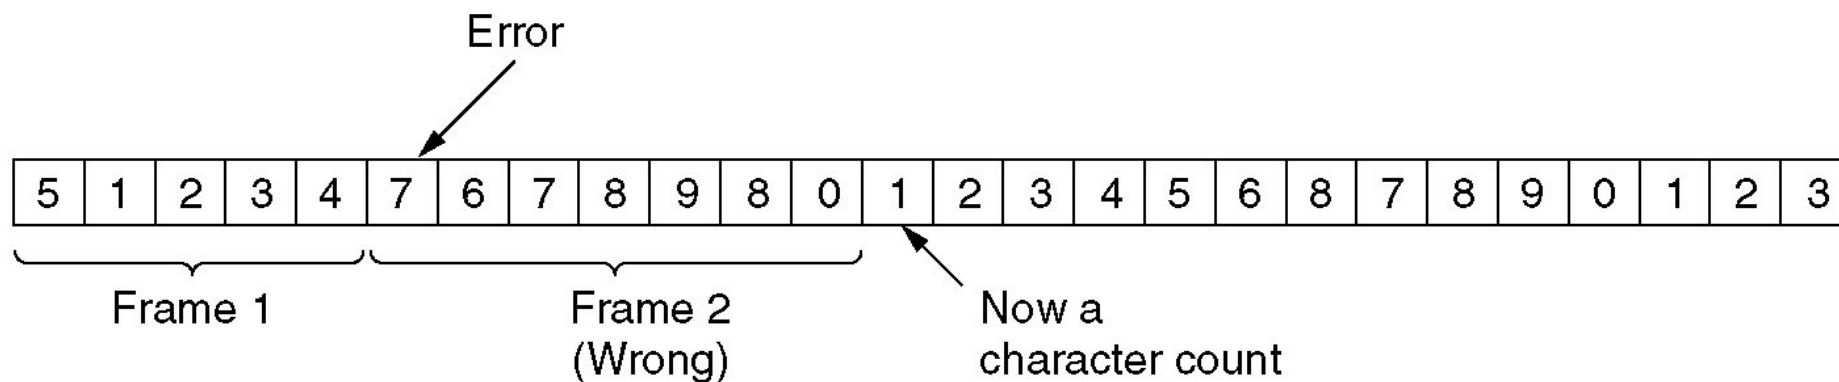 Error
5 1 2 3 4 7 6 7 8 9 8 0 1 2 3 4 5 6 8 7 8 9 0 1 2 3
Frame 1
Frame 2
(Wrong)
Now a
character count